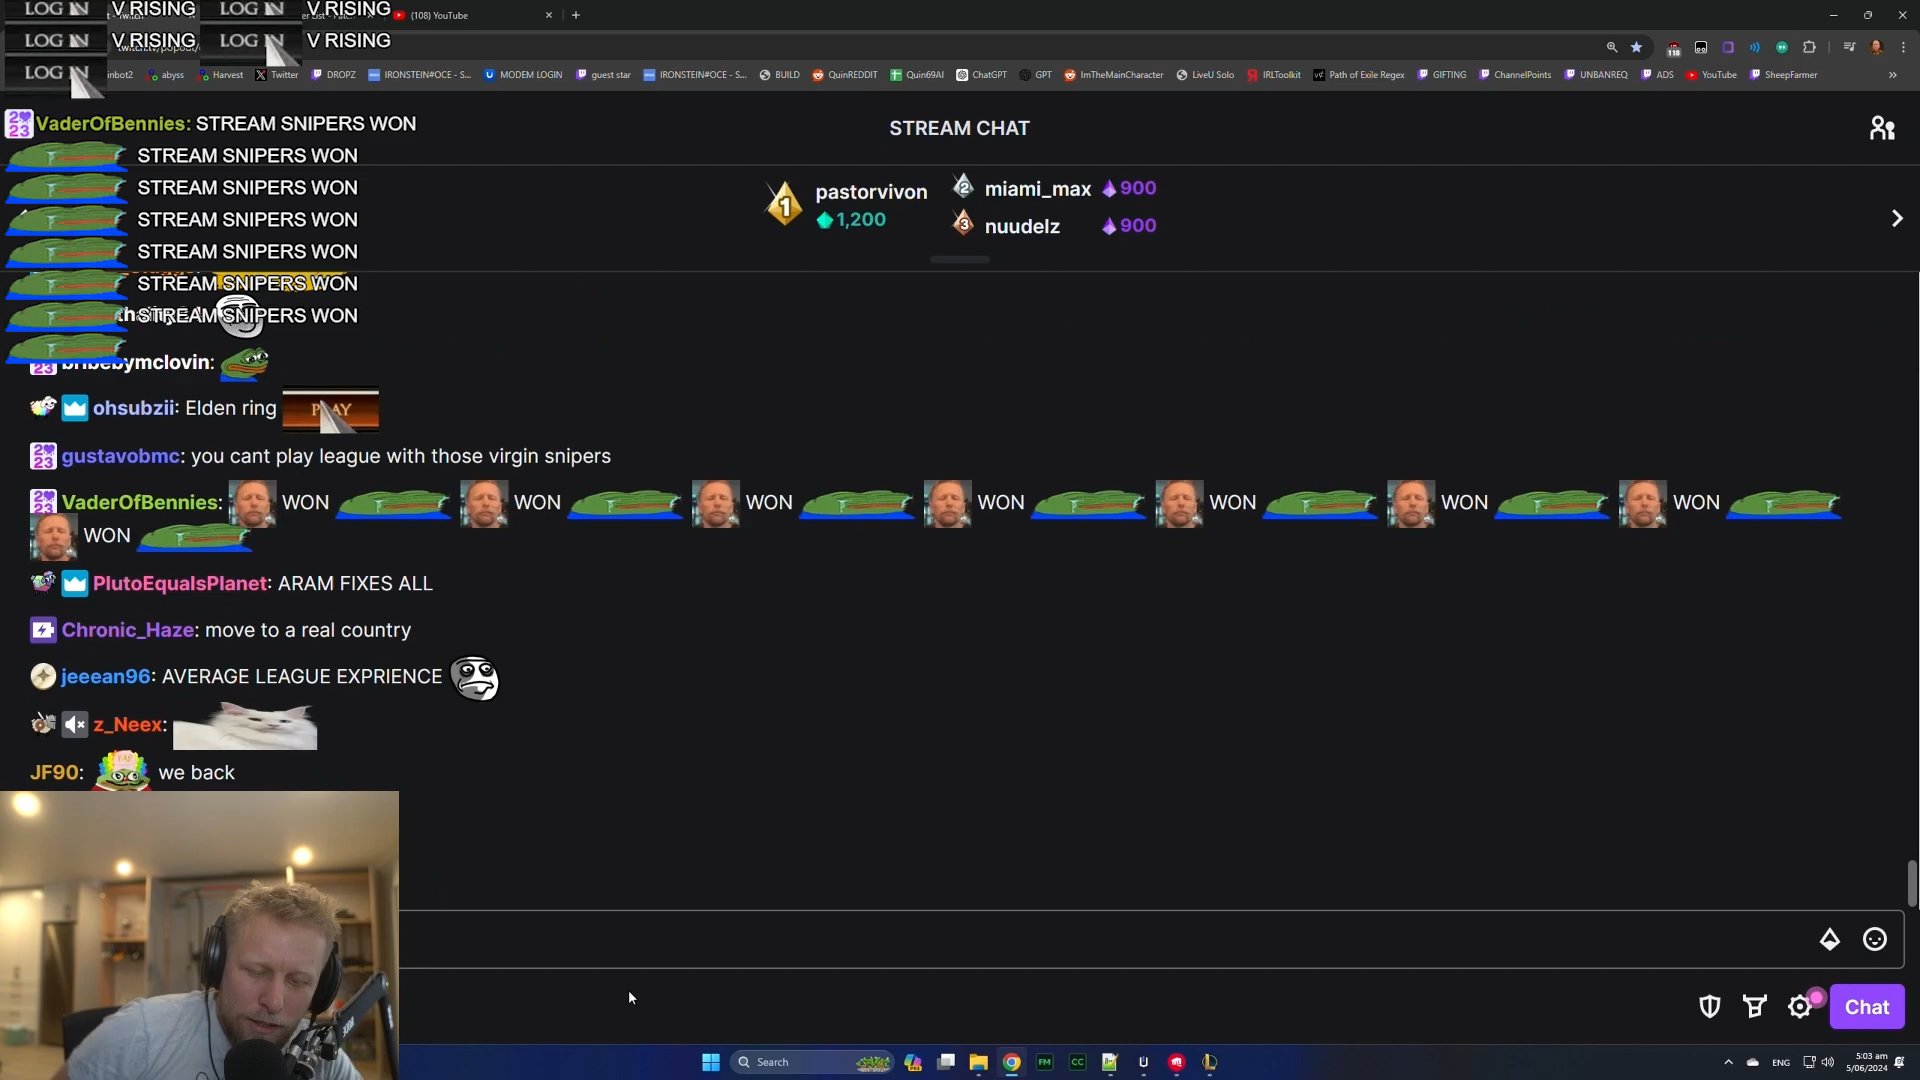 LOG IN V RISING LOG IN V RISING
(108) YouTube
LOG IN V RISING LOG IN V RISING
LOG IN
abyss Harvest Twitter DROPZ IRONSTEIN#OCE - S... MODEM LOGIN guest star IRONSTEIN#OCE - S... BUILD QuinREDDIT Quin69AI ChatGPT GPT ImTheMainCharacter LiveU Solo IRLToolkit Path of Exile Regex GIFTING ChannelPoints UNBANREQ ADS YouTube SheepFarmer
VaderOfBennies: STREAM SNIPERS WON
STREAM CHAT
STREAM SNIPERS WON
STREAM SNIPERS WON
STREAM SNIPERS WON
STREAM SNIPERS WON
STREAM SNIPERS WON
STREAM SNIPERS WON
1 pastorvivon
1,200
2 miami_max 900
3 nuudelz 900
bribebymclovin:
ohsubzii: Elden ring PLAY
gustavobmc: you cant play league with those virgin snipers
VaderOfBennies: WON WON WON WON WON WON WON
WON
PlutoEqualsPlanet: ARAM FIXES ALL
Chronic_Haze: move to a real country
jeeean96: AVERAGE LEAGUE EXPRIENCE
z_Neex:
JF90: we back
Chat
Search
ENG
5:03 am
5/06/2024